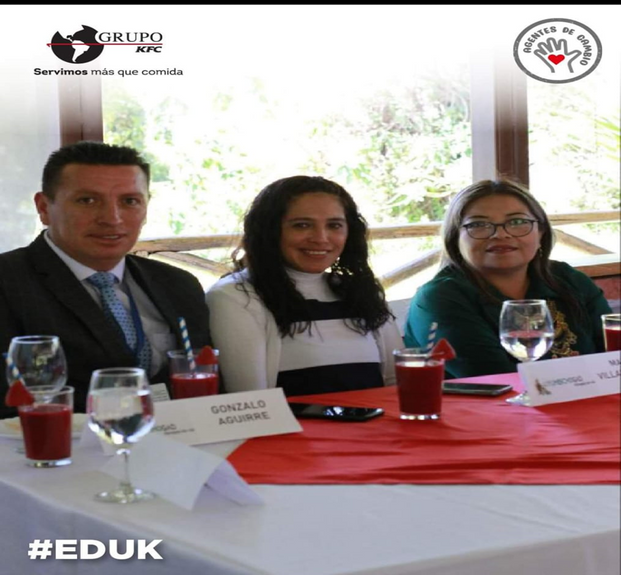 GRUPO
KFC
Servimos más que comida
AGENTES DE CAMBIO
GONZALO
AGUIRRE
#EDUK